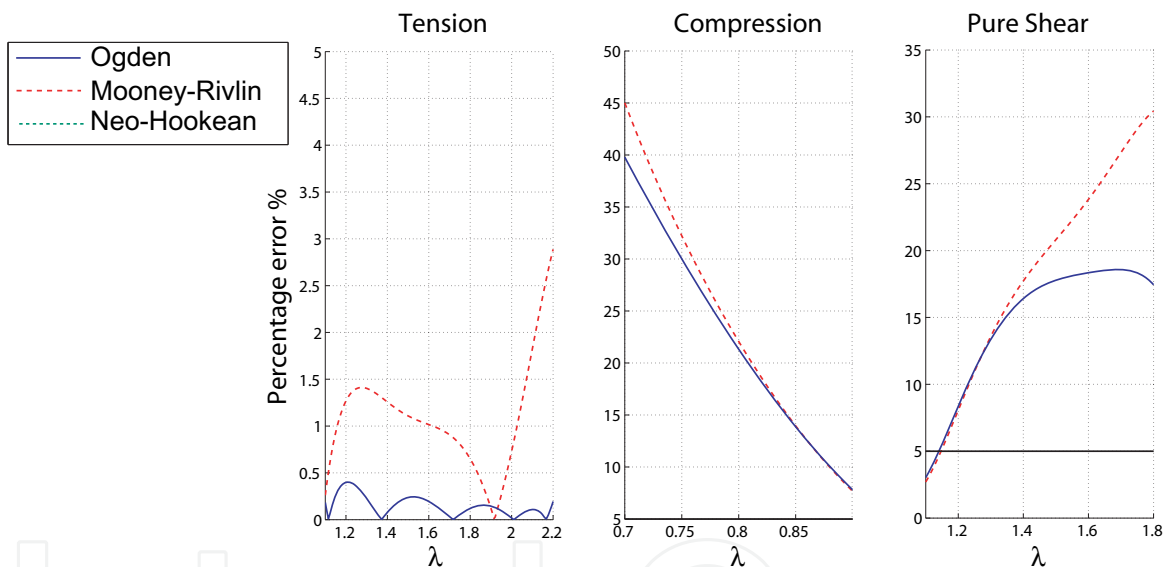 Ogden
Mooney-Rivlin
Neo-Hookean
Tension
Percentage error %
5
4.5
4
3.5
3
2.5
2
1.5
1
0.5
0
1.2 1.4 1.6 1.8 2 2.2
λ
Compression
50
45
40
35
30
25
20
15
10
5
0.7 0.75 0.8 0.85
λ
Pure Shear
35
30
25
20
15
10
5
0
1.2 1.4 1.6 1.8
λ